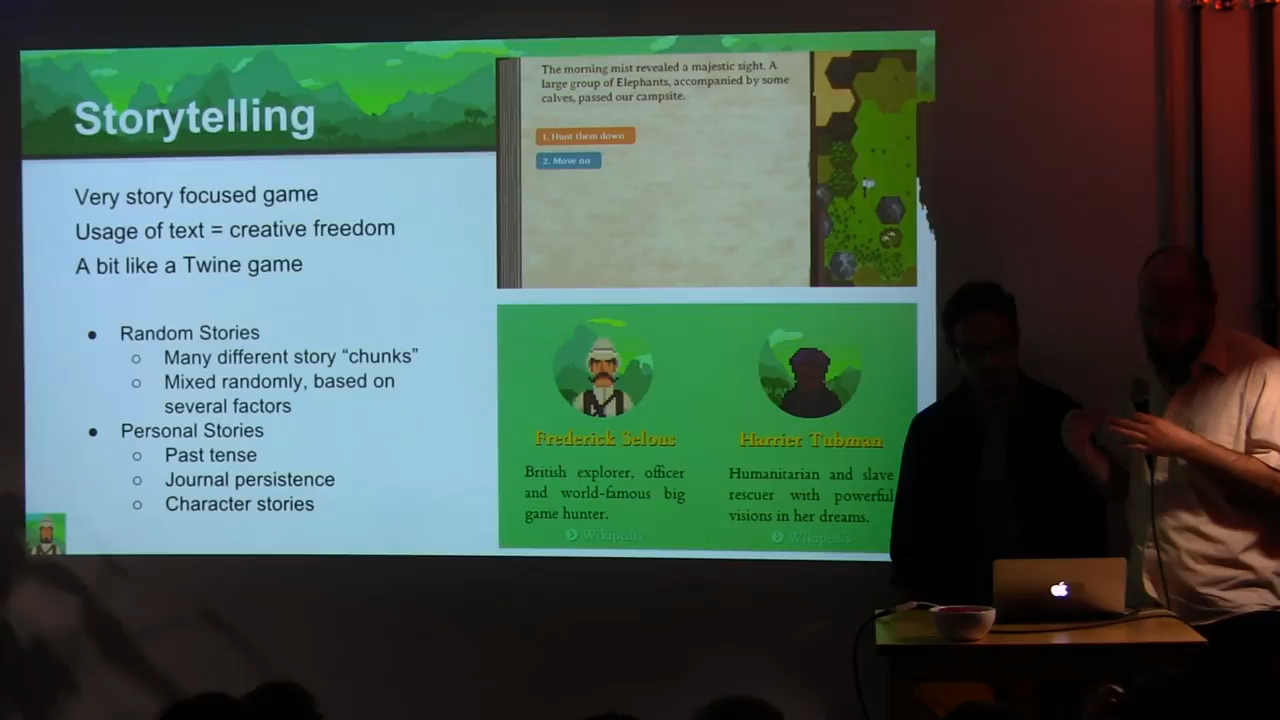 Storytelling
Very story focused game
Usage of text = creative freedom
A bit like a Twine game
● Random Stories
○ Many different story “chunks”
○ Mixed randomly, based on
several factors
● Personal Stories
○ Past tense
○ Journal persistence
○ Character stories
The morning mist revealed a majestic sight. A
large group of Elephants, accompanied by some
calves, passed our campsite.
1. Hunt them down
2. Move on
Frederick Selous
British explorer, officer
and world-famous big
game hunter.
Wikipedia
Harriet Tubman
Humanitarian and slave
rescuer with powerful
visions in her dreams.
Wikipedia